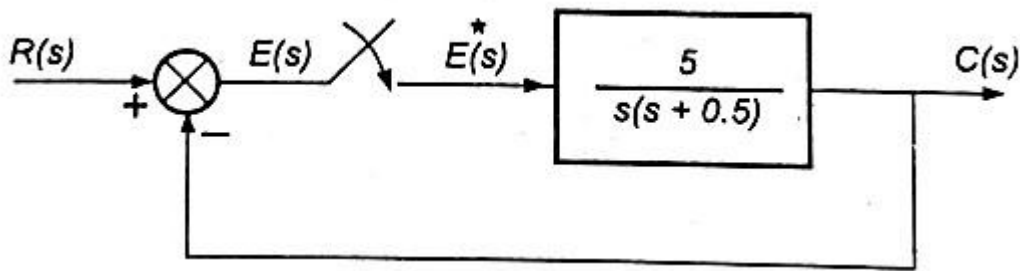 R(s)
+
−
E(s)
*
E(s)
5
s(s + 0.5)
C(s)